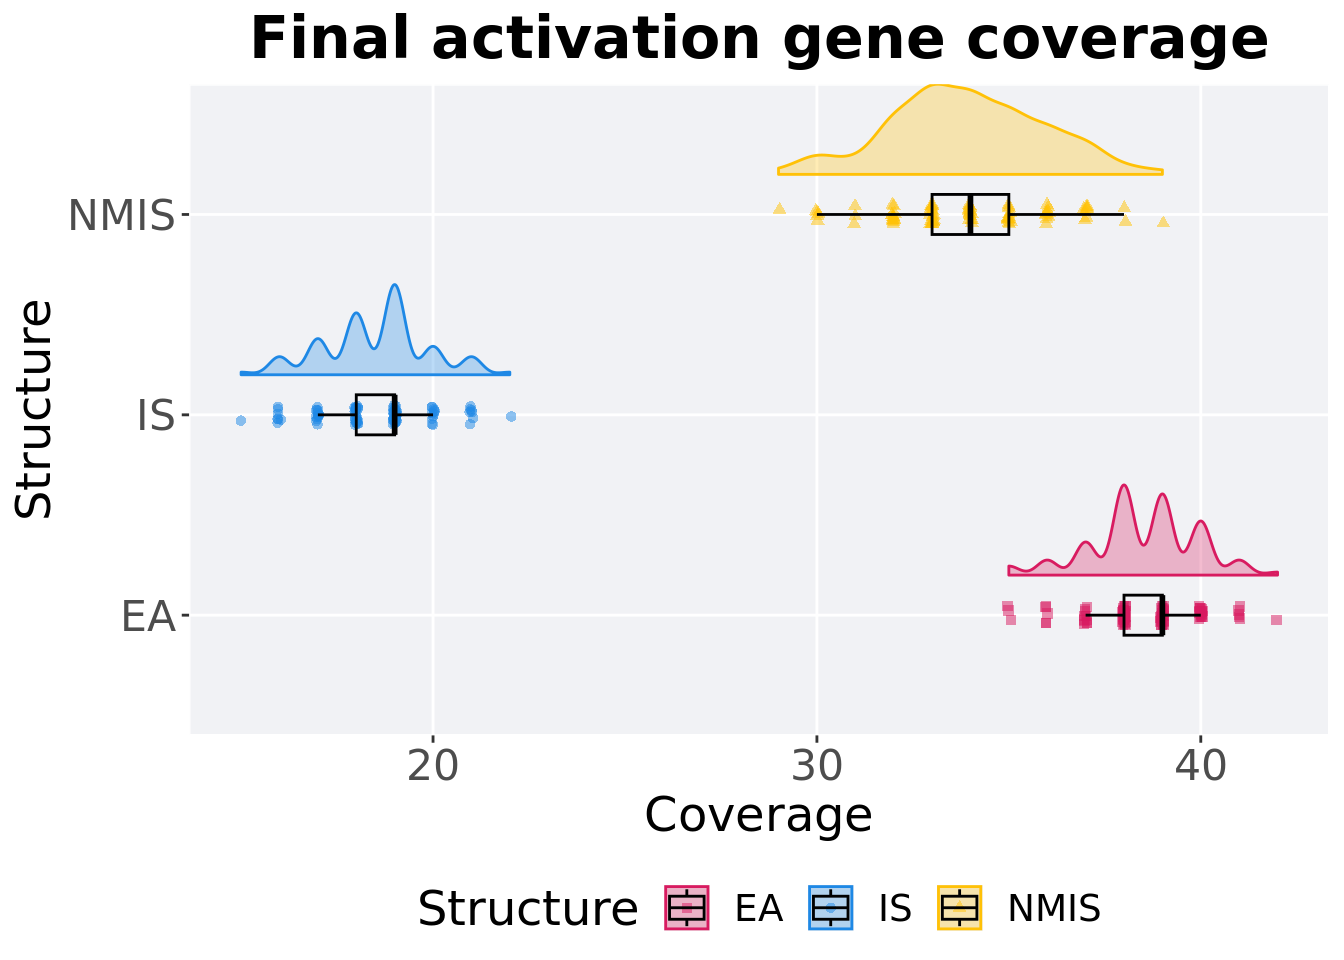 Final activation gene coverage
Structure
NMIS
IS
EA
20 30 40
Coverage
Structure EA IS NMIS